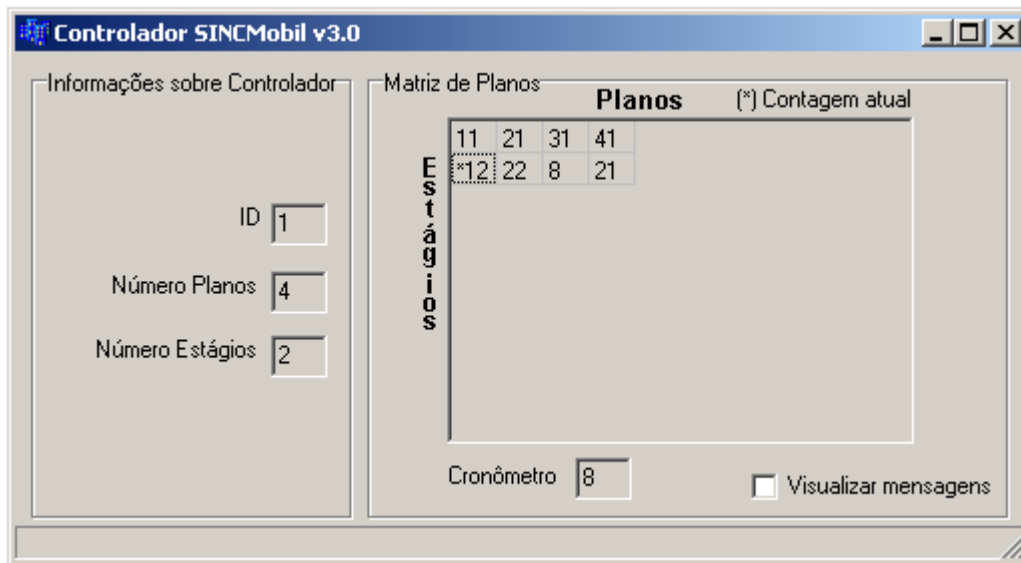 Controlador SINCMobil v3.0
Informações sobre Controlador
ID 1
Número Planos 4
Número Estágios 2
Matriz de Planos
Planos (*) Contagem atual
Estágios
11 21 31 41
*12 22 8 21
Cronômetro 8
Visualizar mensagens